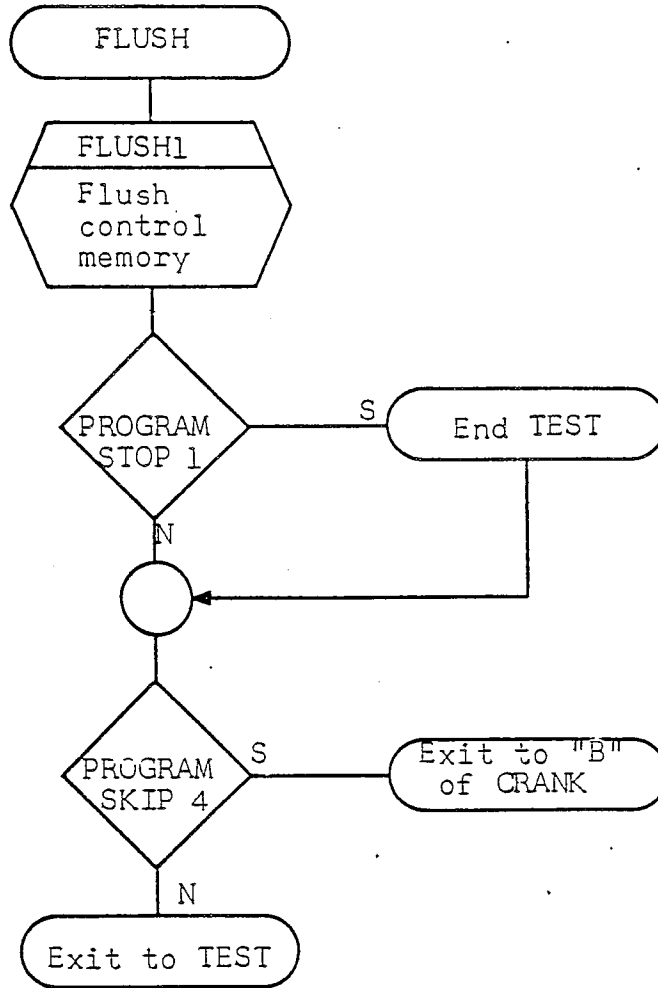 FLUSH
FLUSH1
Flush
control
memory
PROGRAM
STOP 1
S
End TEST
N
PROGRAM
SKIP 4
S
Exit to "B"
of CRANK
N
Exit to TEST